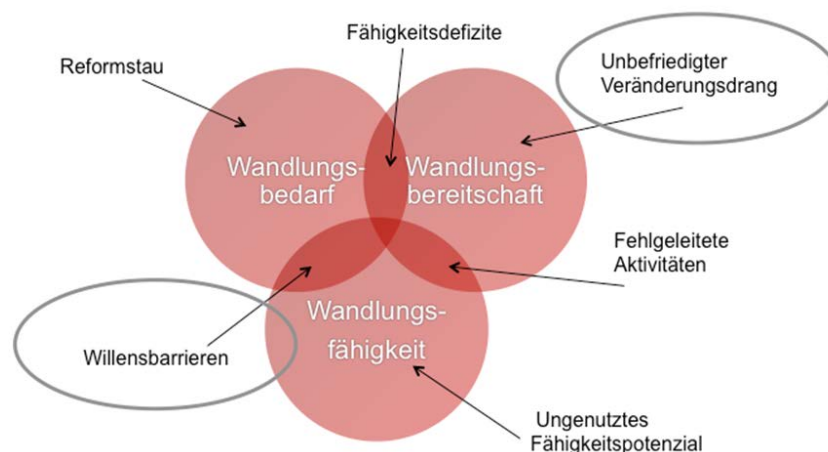 Fähigkeitsdefizite
Reformstau
Unbefriedigter
Veränderungsdrang
Wandlungs-
bedarf
Wandlungs-
bereitschaft
Fehlgeleitete
Aktivitäten
Wandlungs-
fähigkeit
Willensbarrieren
Ungenutztes
Fähigkeitspotenzial